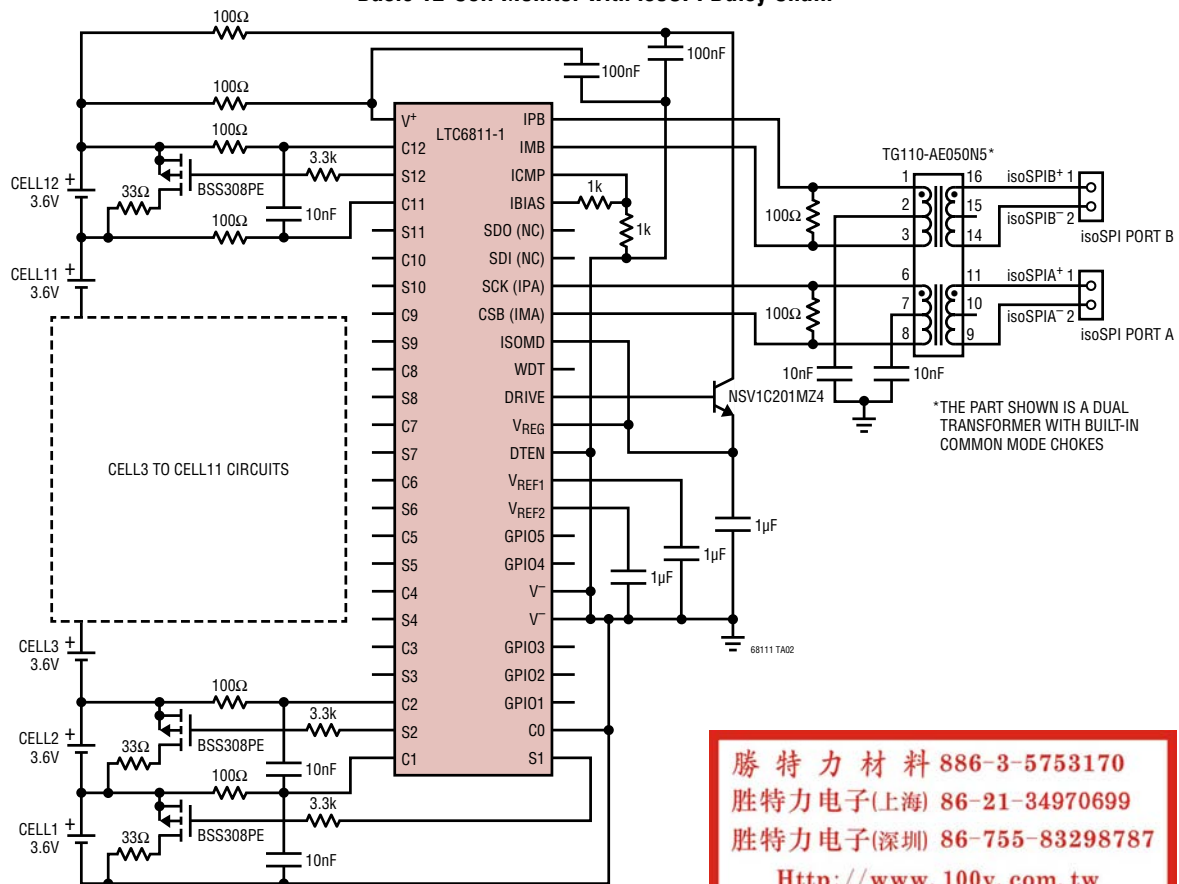 100Ω
100nF
100nF
100Ω
V+
LTC6811-1
IPB
100Ω
C12
IMB
TG110-AE050N5*
CELL12 +
3.6V
33Ω
BSS308PE
3.3k
S12
ICMP
1k
100Ω
1
2
3
16
15
14
isoSPIB+ 1
isoSPIB− 2
isoSPI PORT B
10nF
C11
IBIAS
1k
100Ω
S11
SDO (NC)
CELL11 +
3.6V
C10
SDI (NC)
S10
SCK (IPA)
6
7
8
11
10
9
isoSPIA+ 1
isoSPIA− 2
isoSPI PORT A
C9
CSB (IMA)
100Ω
S9
ISOMD
C8
WDT
10nF
10nF
S8
DRIVE
NSV1C201MZ4
*THE PART SHOWN IS A DUAL
TRANSFORMER WITH BUILT-IN
COMMON MODE CHOKES
C7
VREG
S7
DTEN
CELL3 TO CELL11 CIRCUITS
C6
VREF1
S6
VREF2
C5
GPIO5
1µF
S5
GPIO4
1µF
C4
V−
1µF
S4
V−
C3
GPIO3
68111 TA02
CELL3 +
3.6V
S3
GPIO2
100Ω
C2
GPIO1
CELL2 +
3.6V
33Ω
BSS308PE
3.3k
S2
C0
10nF
C1
S1
100Ω
3.3k
CELL1 +
3.6V
33Ω
BSS308PE
10nF
勝 特 力 材 料 886-3-5753170
胜特力电子(上海) 86-21-34970699
胜特力电子(深圳) 86-755-83298787
Http://www.100y.com.tw